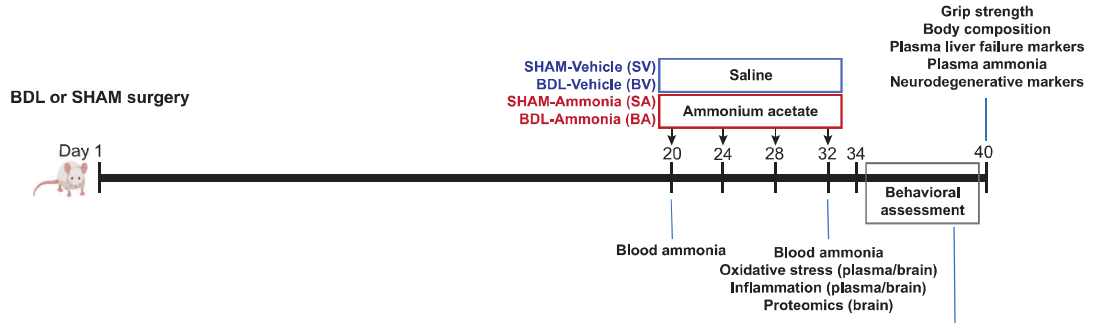 Grip strength
Body composition
Plasma liver failure markers
Plasma ammonia
Neurodegenerative markers
SHAM-Vehicle (SV)
BDL-Vehicle (BV)
Saline
BDL or SHAM surgery
SHAM-Ammonia (SA)
BDL-Ammonia (BA)
Ammonium acetate
Day 1
20
24
28
32
34
40
Behavioral
assessment
Blood ammonia
Blood ammonia
Oxidative stress (plasma/brain)
Inflammation (plasma/brain)
Proteomics (brain)